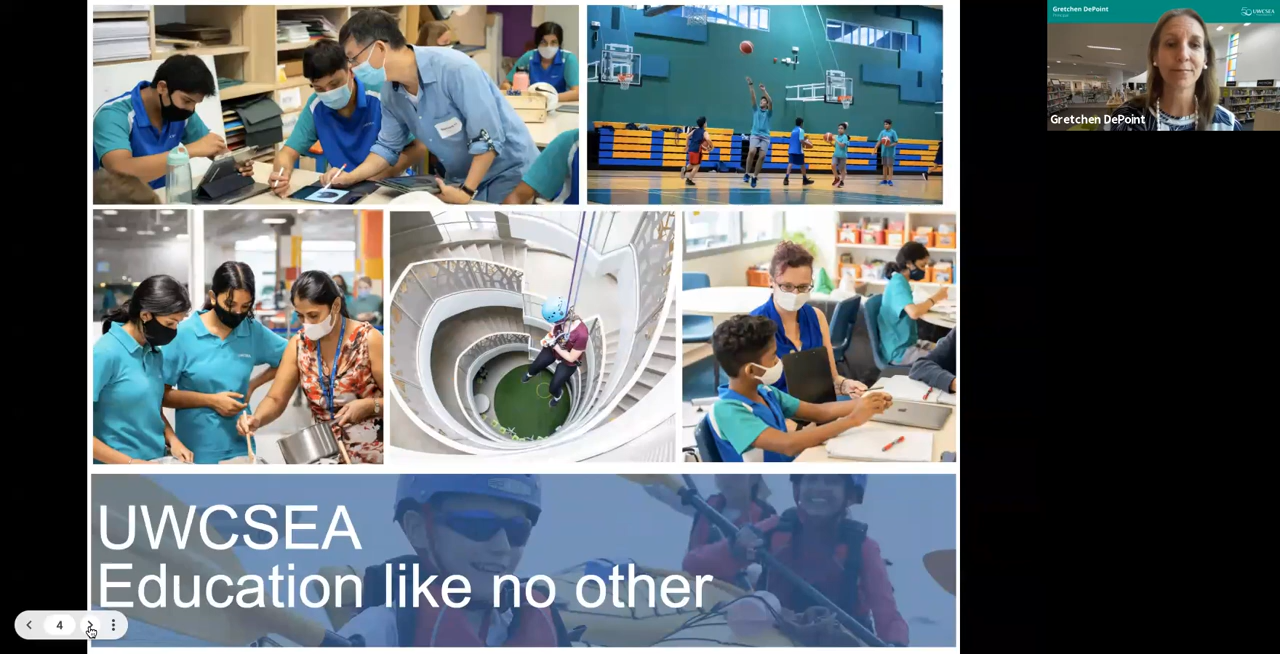 Gretchen DePoint
Principal
UWCSEA
Gretchen DePoint
UWCSEA
Education like no other
4